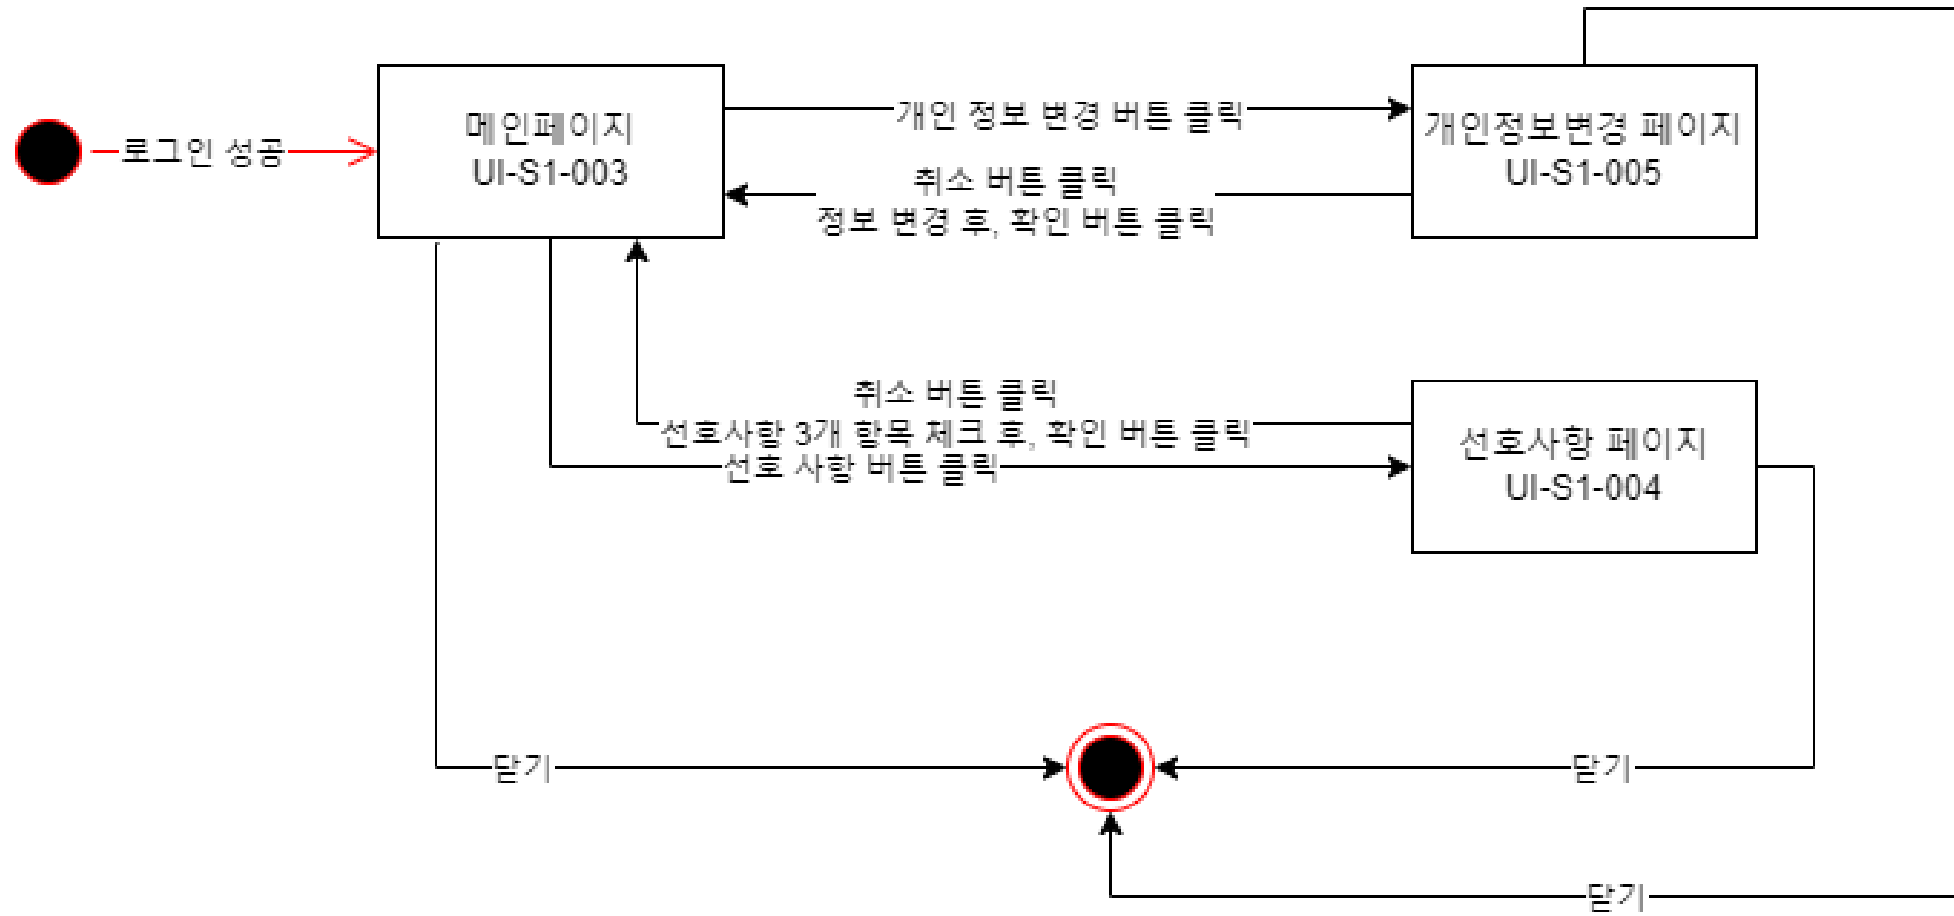 로그인 성공
메인페이지
UI-S1-003
개인 정보 변경 버튼 클릭
취소 버튼 클릭
정보 변경 후, 확인 버튼 클릭
개인정보변경 페이지
UI-S1-005
취소 버튼 클릭
선호사항 3개 항목 체크 후, 확인 버튼 클릭
선호 사항 버튼 클릭
선호사항 페이지
UI-S1-004
닫기
닫기
닫기